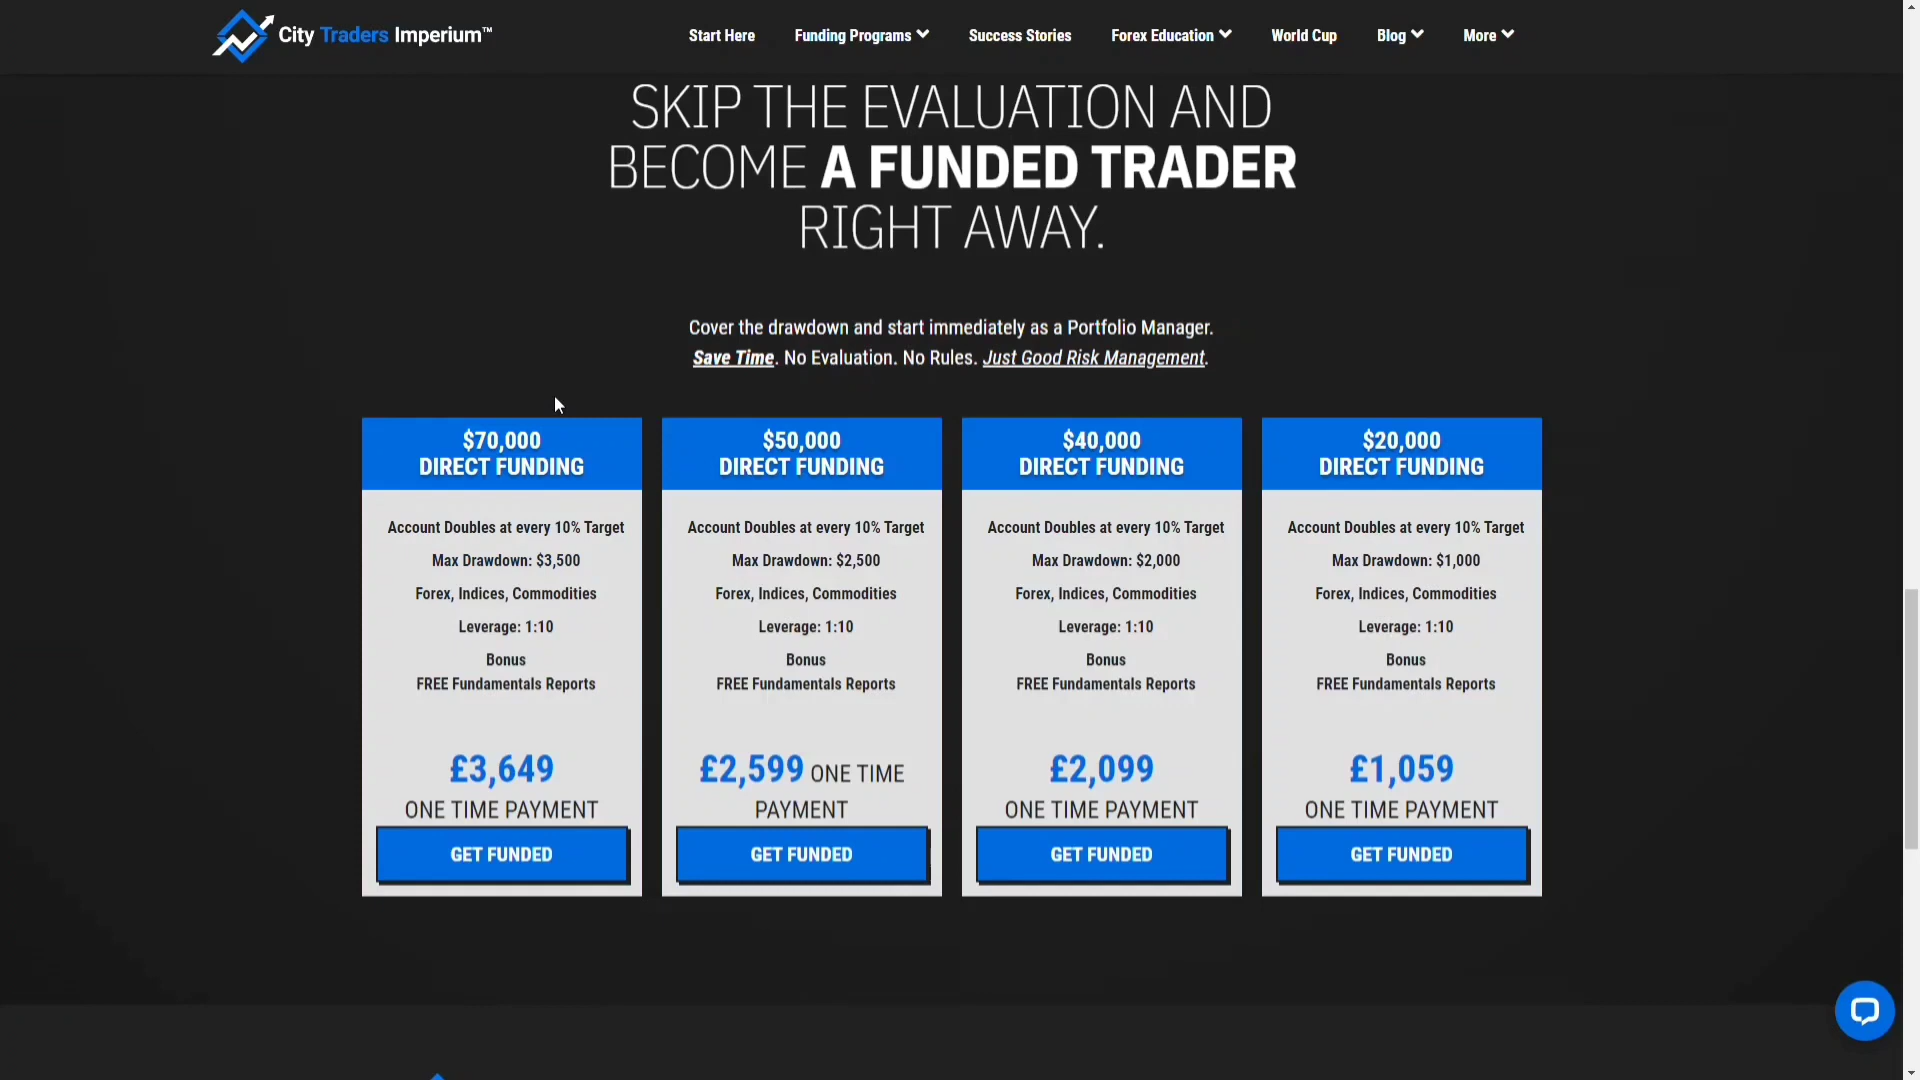 City Traders Imperium™
Start Here Funding Programs Success Stories Forex Education World Cup Blog More
SKIP THE EVALUATION AND
BECOME A FUNDED TRADER
RIGHT AWAY.
Cover the drawdown and start immediately as a Portfolio Manager.
Save Time. No Evaluation. No Rules. Just Good Risk Management.
$70,000
DIRECT FUNDING
Account Doubles at every 10% Target
Max Drawdown: $3,500
Forex, Indices, Commodities
Leverage: 1:10
Bonus
FREE Fundamentals Reports
£3,649
ONE TIME PAYMENT
GET FUNDED
$50,000
DIRECT FUNDING
Account Doubles at every 10% Target
Max Drawdown: $2,500
Forex, Indices, Commodities
Leverage: 1:10
Bonus
FREE Fundamentals Reports
£2,599 ONE TIME
PAYMENT
GET FUNDED
$40,000
DIRECT FUNDING
Account Doubles at every 10% Target
Max Drawdown: $2,000
Forex, Indices, Commodities
Leverage: 1:10
Bonus
FREE Fundamentals Reports
£2,099
ONE TIME PAYMENT
GET FUNDED
$20,000
DIRECT FUNDING
Account Doubles at every 10% Target
Max Drawdown: $1,000
Forex, Indices, Commodities
Leverage: 1:10
Bonus
FREE Fundamentals Reports
£1,059
ONE TIME PAYMENT
GET FUNDED